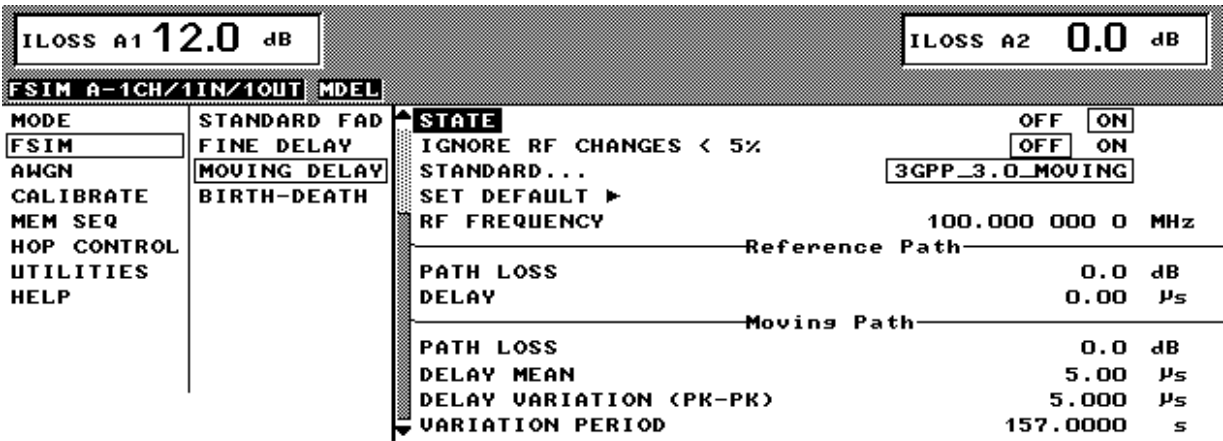 ILOSS A1 12.0 dB
ILOSS A2 0.0 dB
FSIM A-1CH/1IN/1OUT MDEL
MODE
FSIM
AWGN
CALIBRATE
MEM SEQ
HOP CONTROL
UTILITIES
HELP
STANDARD FAD
FINE DELAY
MOVING DELAY
BIRTH-DEATH
STATE OFF ON
IGNORE RF CHANGES < 5% OFF ON
STANDARD... 3GPP_3.0_MOVING
SET DEFAULT ►
RF FREQUENCY 100.000 000 0 MHz
Reference Path
PATH LOSS 0.0 dB
DELAY 0.00 µs
Moving Path
PATH LOSS 0.0 dB
DELAY MEAN 5.00 µs
DELAY VARIATION (PK-PK) 5.000 µs
VARIATION PERIOD 157.0000 s